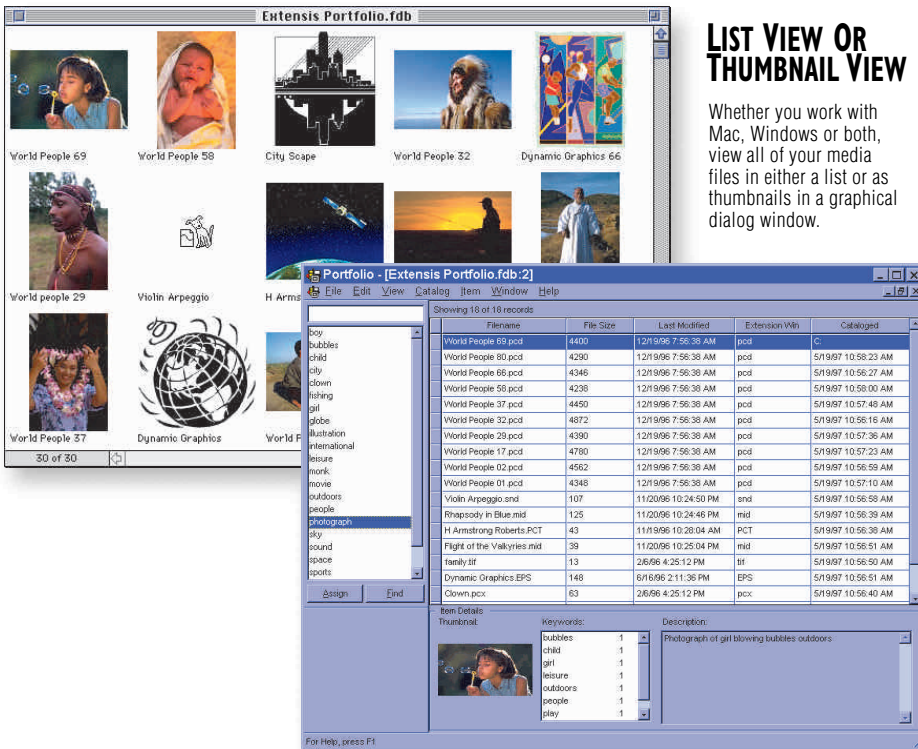 Extensis Portfolio.fdb
World People 69
World People 58
City Scape
World People 32
Dynamic Graphics 66
World people 29
Violin Arpeggio
H Arms
World People 37
Dynamic Graphics
World P
30 of 30
LIST VIEW OR
THUMBNAIL VIEW
Whether you work with
Mac, Windows or both,
view all of your media
files in either a list or as
thumbnails in a graphical
dialog window.
Portfolio - [Extensis Portfolio.fdb:2]
File Edit View Catalog Item Window Help
Showing 18 of 18 records
boy
bubbles
child
city
clown
fishing
girl
globe
illustration
international
leisure
monk
movie
outdoors
people
photograph
sky
sound
space
sports
Assign Find
Filename File Size Last Modified Extension Win Cataloged
World People 69.pcd 4400 12/19/96 7:56:38 AM pcd C:
World People 80.pcd 4290 12/19/96 7:56:38 AM pcd 5/19/97 10:58:23 AM
World People 66.pcd 4346 12/19/96 7:56:38 AM pcd 5/19/97 10:56:27 AM
World People 58.pcd 4238 12/19/96 7:56:38 AM pcd 5/19/97 10:58:00 AM
World People 37.pcd 4450 12/19/96 7:56:38 AM pcd 5/19/97 10:57:48 AM
World People 32.pcd 4872 12/19/96 7:56:38 AM pcd 5/19/97 10:56:16 AM
World People 29.pcd 4390 12/19/96 7:56:38 AM pcd 5/19/97 10:57:36 AM
World People 17.pcd 4780 12/19/96 7:56:38 AM pcd 5/19/97 10:57:23 AM
World People 02.pcd 4562 12/19/96 7:56:38 AM pcd 5/19/97 10:56:59 AM
World People 01.pcd 4348 12/19/96 7:56:38 AM pcd 5/19/97 10:57:10 AM
Violin Arpeggio.snd 107 11/20/96 10:24:50 PM snd 5/19/97 10:56:58 AM
Rhapsody in Blue.mid 125 11/20/96 10:24:46 PM mid 5/19/97 10:56:39 AM
H Armstrong Roberts.PCT 43 11/19/96 10:28:04 AM PCT 5/19/97 10:56:38 AM
Flight of the Valkyries.mid 39 11/20/96 10:25:04 PM mid 5/19/97 10:56:51 AM
family.tif 13 2/6/96 4:25:12 PM tif 5/19/97 10:56:50 AM
Dynamic Graphics.EPS 148 6/16/96 2:11:36 PM EPS 5/19/97 10:56:51 AM
Clown.pcx 63 2/6/96 4:25:12 PM pcx 5/19/97 10:56:40 AM
Item Details
Thumbnail: Keywords: Description:
bubbles 1
child 1
girl 1
leisure 1
outdoors 1
people 1
play 1
Photograph of girl blowing bubbles outdoors.
For Help, press F1